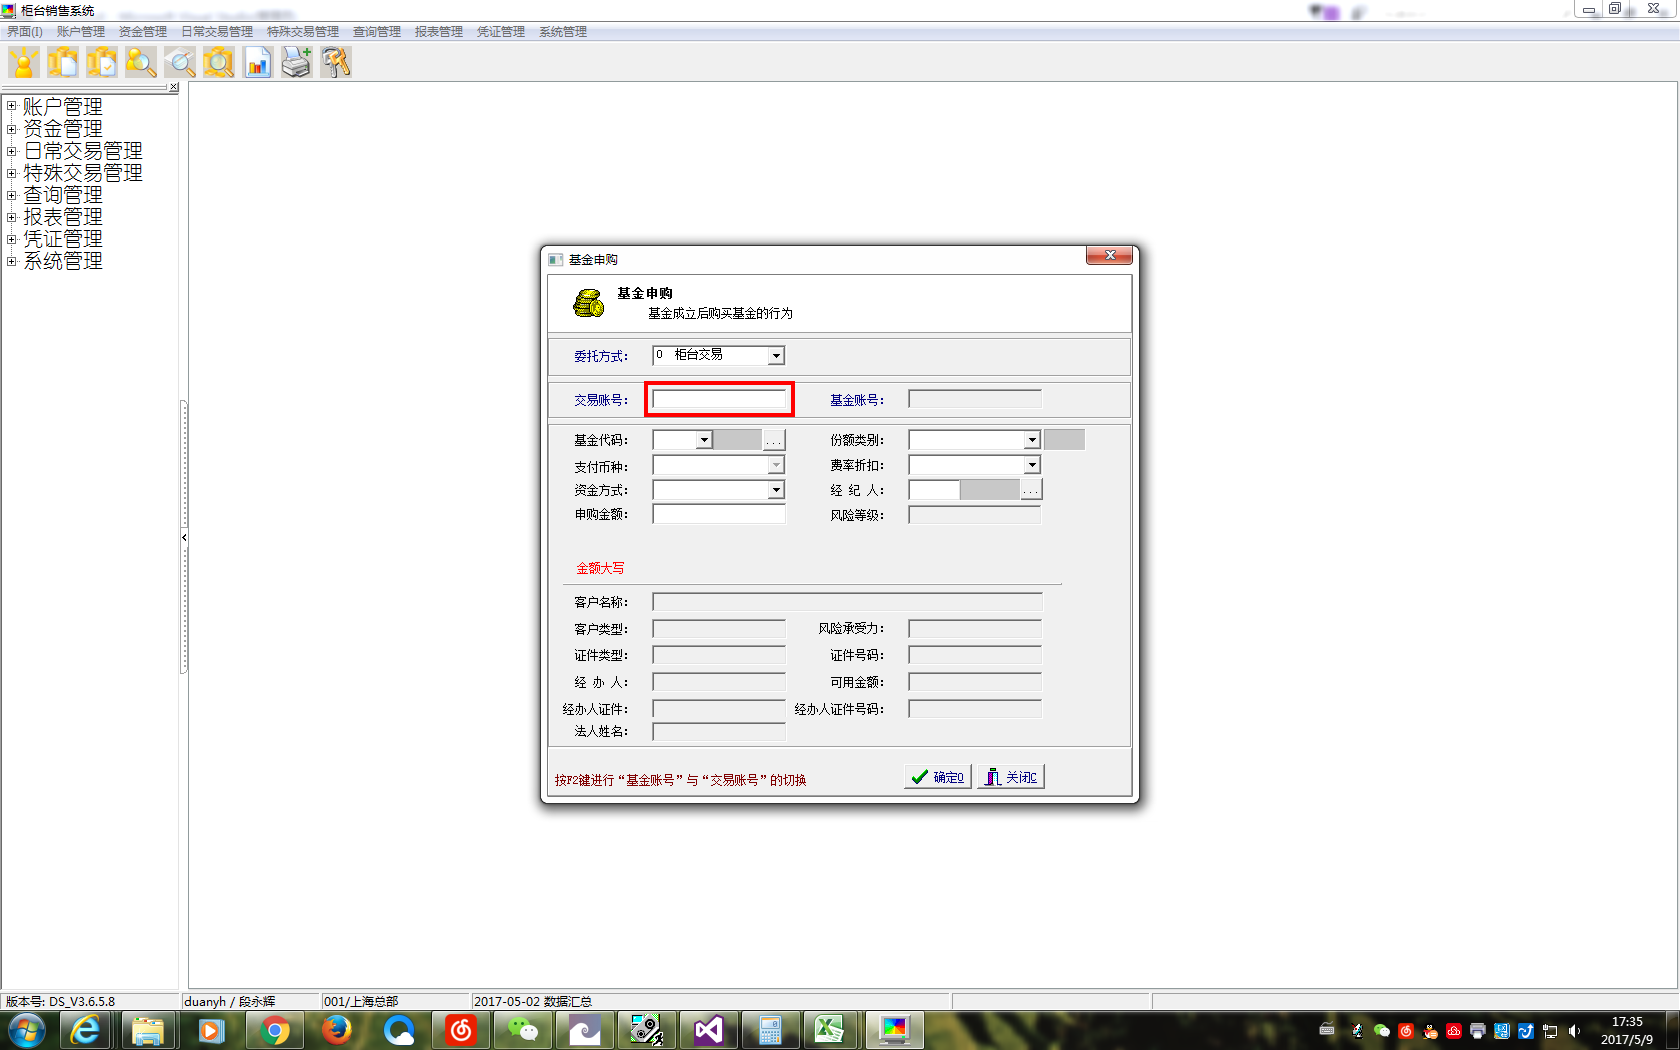 柜台销售系统
界面(I) 账户管理 资金管理 日常交易管理 特殊交易管理 查询管理 报表管理 凭证管理 系统管理
账户管理
资金管理
日常交易管理
特殊交易管理
查询管理
报表管理
凭证管理
系统管理
基金申购
基金申购
基金成立后购买基金的行为
委托方式: 0 柜台交易
交易账号: 基金账号:
基金代码: ... 份额类别:
支付币种: 费率折扣:
资金方式: 经 纪 人: ...
申购金额: 风险等级:
金额大写
客户名称:
客户类型: 风险承受力:
证件类型: 证件号码:
经 办 人: 可用金额:
经办人证件: 经办人证件号码:
法人姓名:
按F2键进行“基金账号”与“交易账号”的切换 确定O 关闭C
版本号: DS_V3.6.5.8 duanyh / 段永辉 001/上海总部 2017-05-02 数据汇总
17:35
2017/5/9